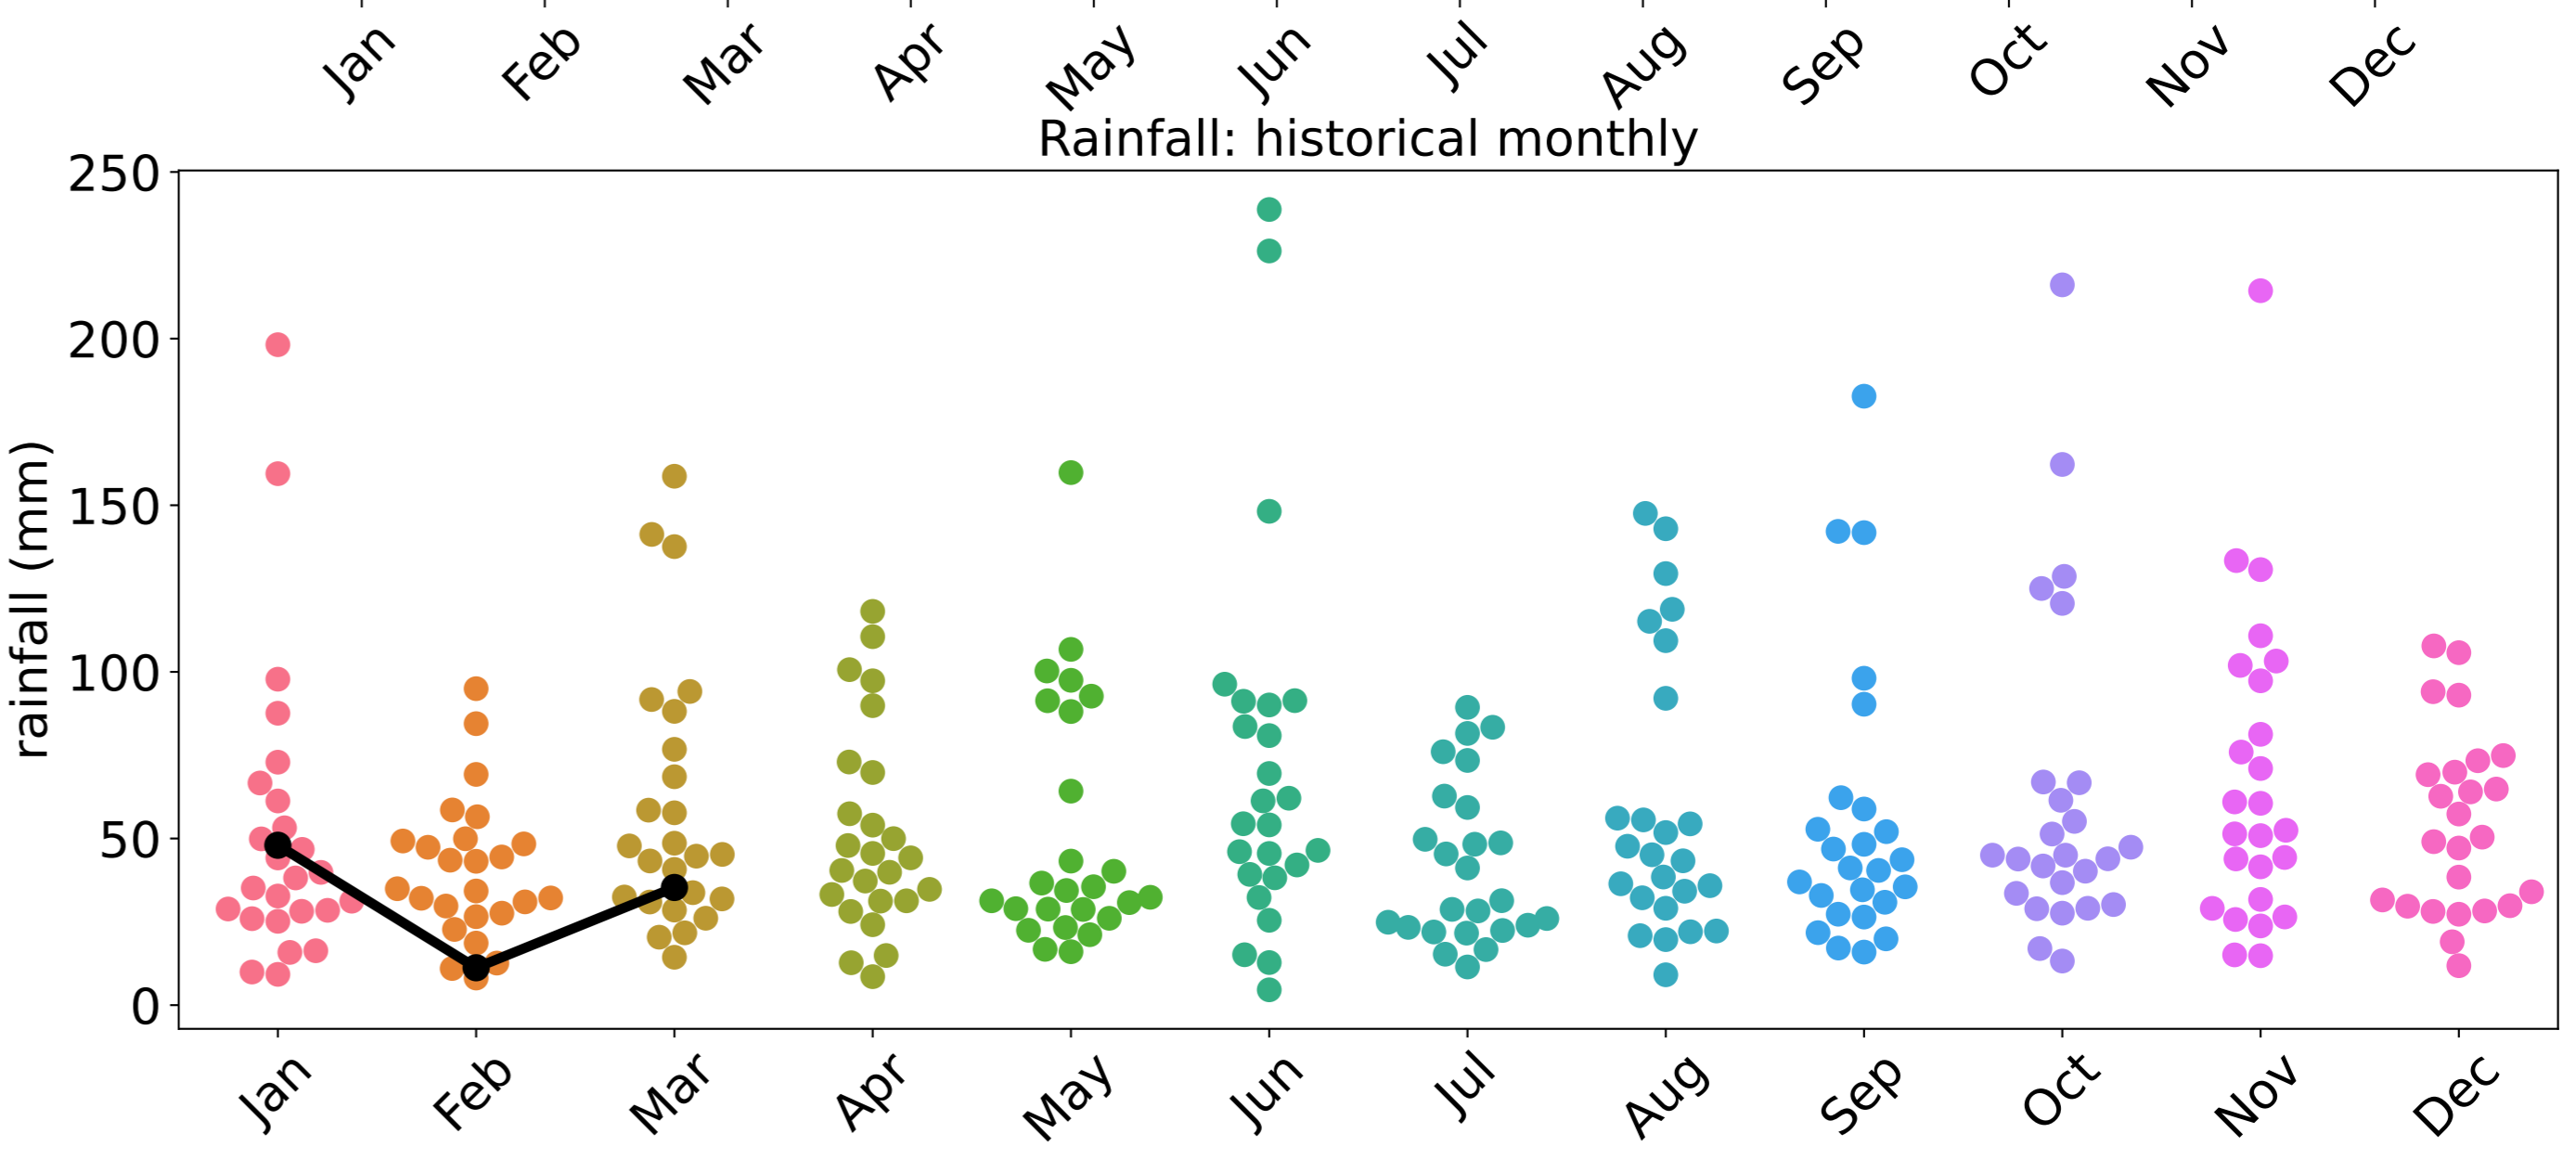 Jan Feb Mar Apr May Jun Jul Aug Sep Oct Nov Dec
Rainfall: historical monthly
250
200
150
100
50
0
rainfall (mm)
Jan Feb Mar Apr May Jun Jul Aug Sep Oct Nov Dec